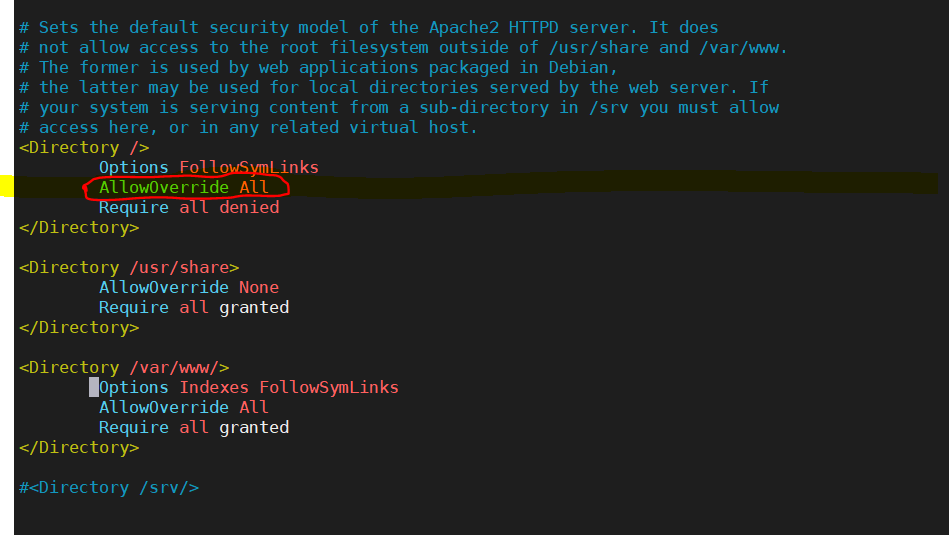 # Sets the default security model of the Apache2 HTTPD server. It does
# not allow access to the root filesystem outside of /usr/share and /var/www.
# The former is used by web applications packaged in Debian,
# the latter may be used for local directories served by the web server. If
# your system is serving content from a sub-directory in /srv you must allow
# access here, or in any related virtual host.
<Directory />
        Options FollowSymLinks
        AllowOverride All
        Require all denied
</Directory>

<Directory /usr/share>
        AllowOverride None
        Require all granted
</Directory>

<Directory /var/www/>
        Options Indexes FollowSymLinks
        AllowOverride All
        Require all granted
</Directory>

#<Directory /srv/>